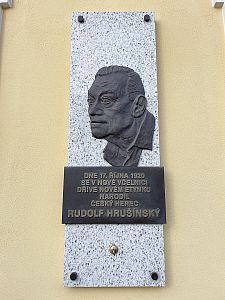 DNE 17. ŘÍJNA 1920
SE V NOVÉ VČELNICI
DŘÍVE NOVÉM ETYNKU
NARODIL
ČESKÝ HEREC
RUDOLF HRUŠÍNSKÝ